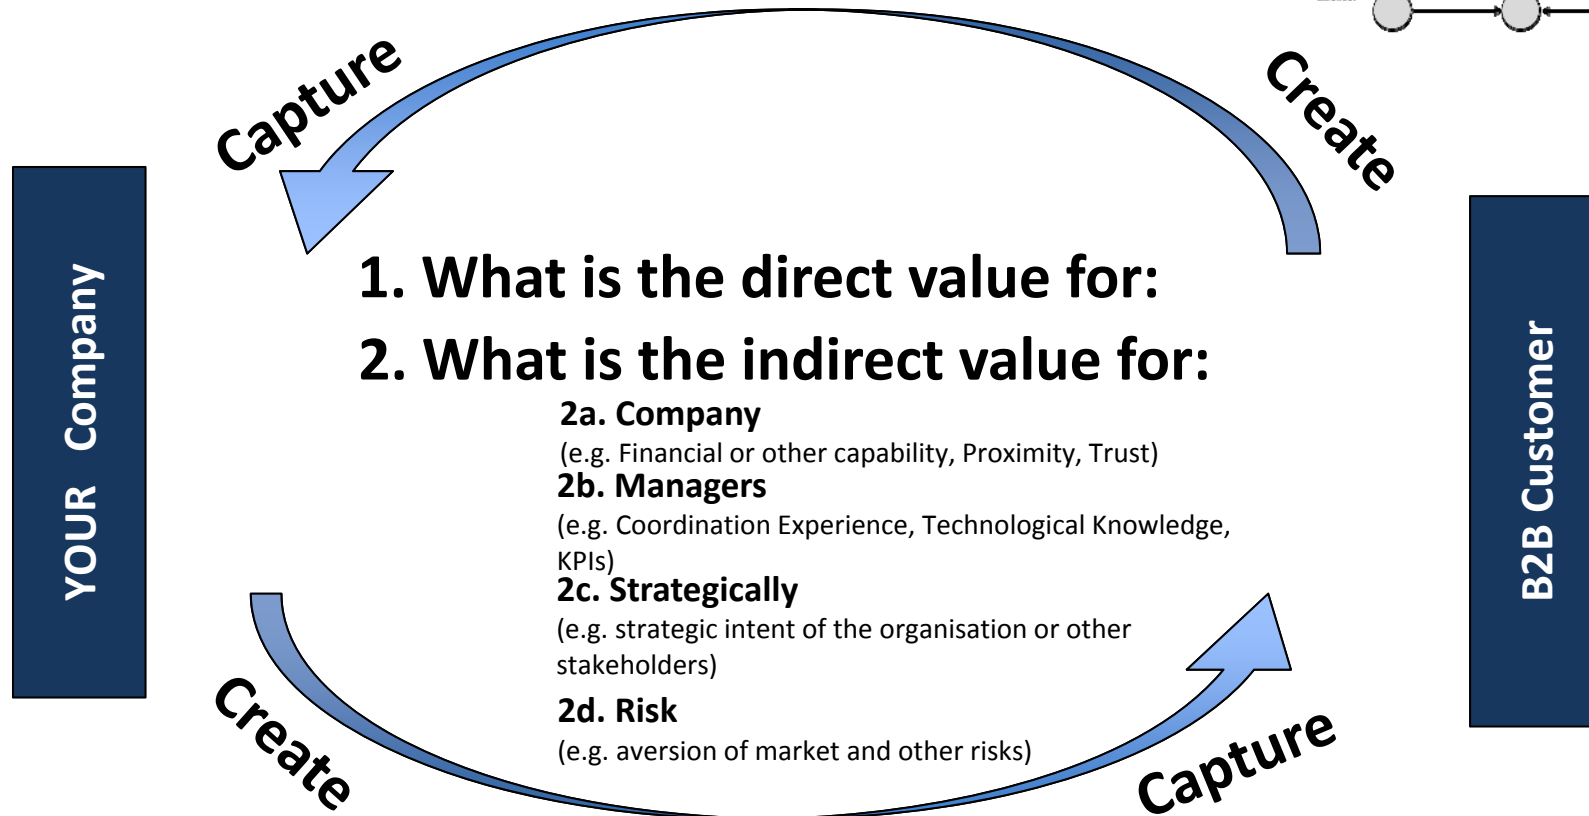 Capture
Create
YOUR Company
B2B Customer
1. What is the direct value for:
2. What is the indirect value for:
2a. Company
(e.g. Financial or other capability, Proximity, Trust)
2b. Managers
(e.g. Coordination Experience, Technological Knowledge,
KPIs)
2c. Strategically
(e.g. strategic intent of the organisation or other
stakeholders)
2d. Risk
(e.g. aversion of market and other risks)
Create
Capture